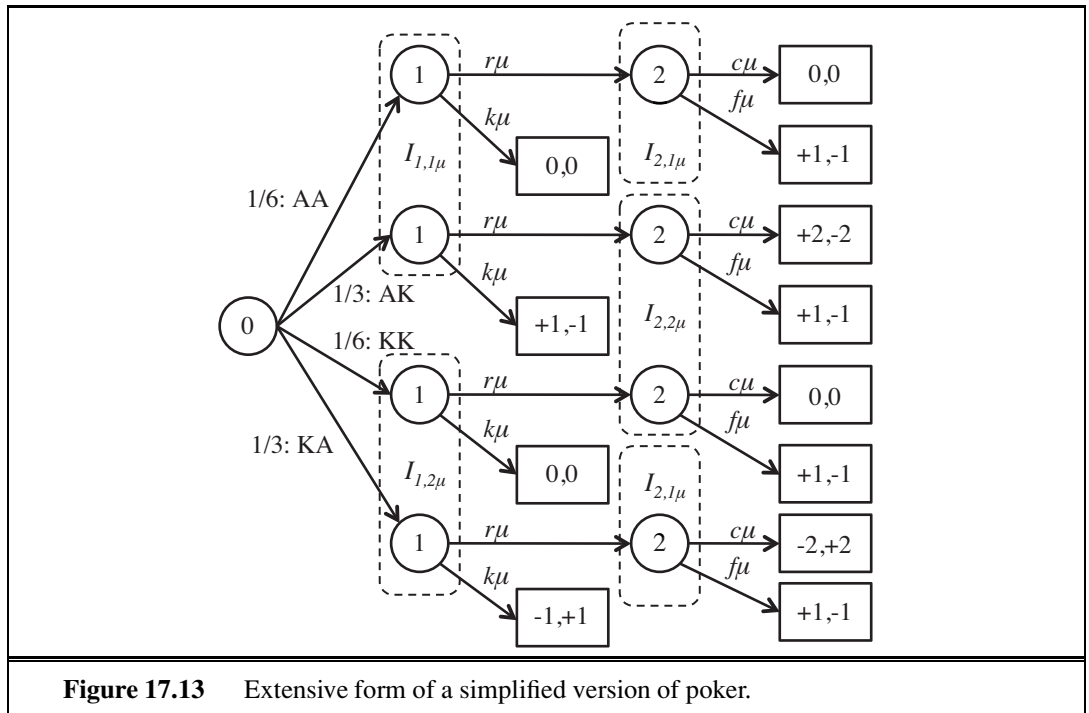 1 rμ 2 cμ 0,0
fμ
kμ
I1,1μ 0,0 I2,1μ +1,-1
1/6: AA
1 rμ 2 cμ +2,-2
kμ fμ
1/3: AK
0 +1,-1 I2,2μ +1,-1
1/6: KK
1 rμ 2 cμ 0,0
kμ fμ
1/3: KA
I1,2μ 0,0 I2,1μ +1,-1
1 rμ 2 cμ -2,+2
kμ fμ
-1,+1 +1,-1
Figure 17.13 Extensive form of a simplified version of poker.